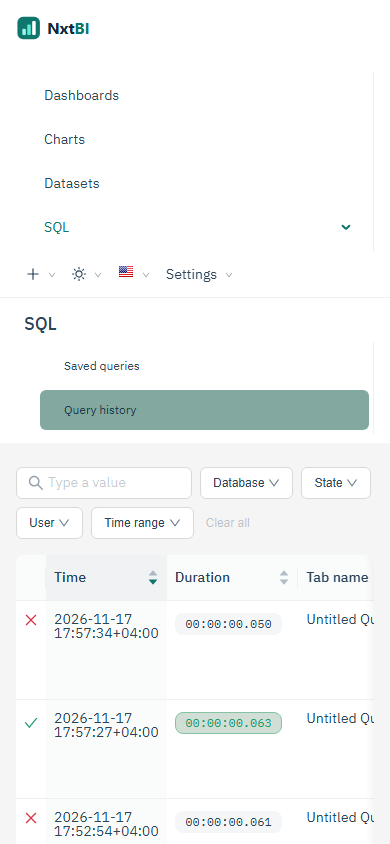 NxtBI
Dashboards
Charts
Datasets
SQL
Settings
SQL
Saved queries
Query history
Type a value
Database
State
User
Time range
Clear all
Time
Duration
Tab name
2026-11-17
17:57:34+04:00
00:00:00.050
Untitled Qu
2026-11-17
17:57:27+04:00
00:00:00.063
Untitled Qu
2026-11-17
17:52:54+04:00
00:00:00.061
Untitled Qu